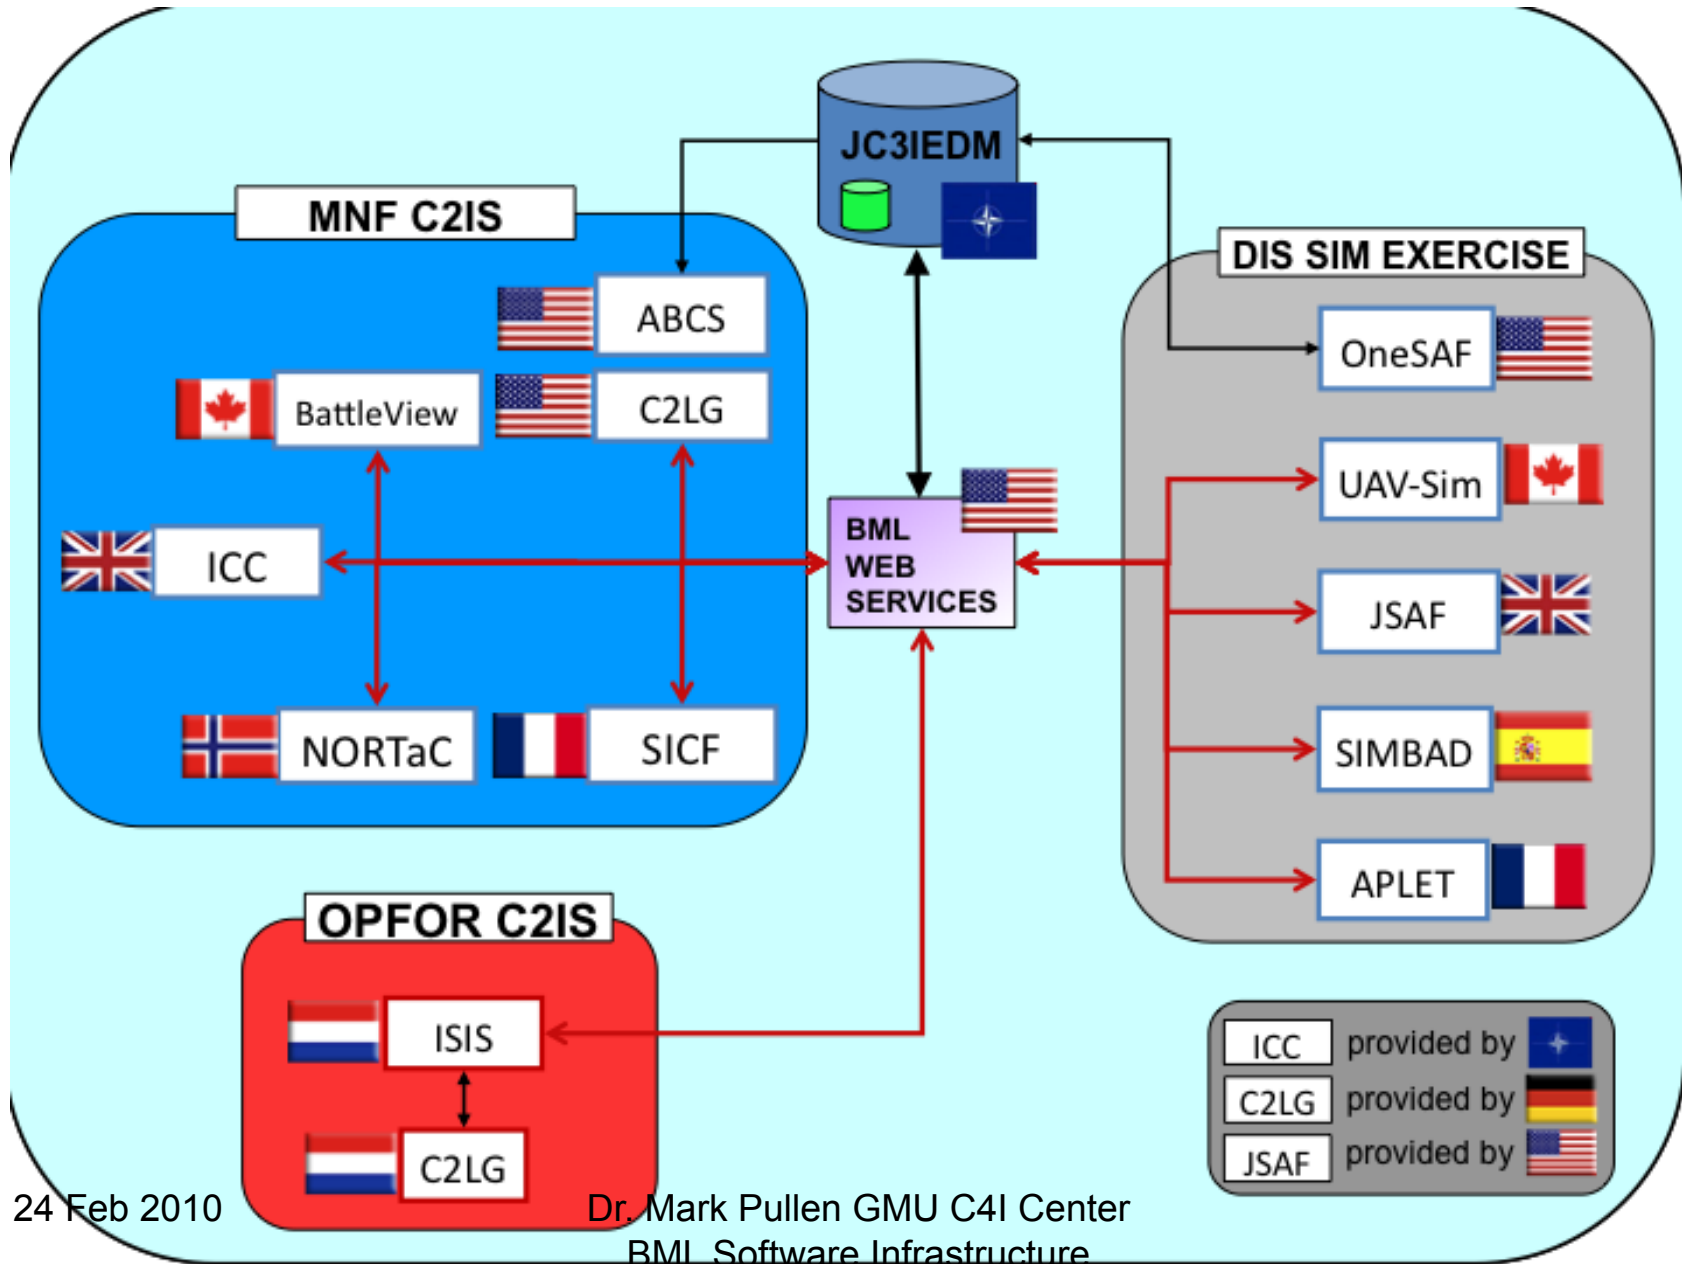 JC3IEDM
MNF C2IS
DIS SIM EXERCISE
ABCS
OneSAF
BattleView
C2LG
UAV-Sim
BML
WEB
SERVICES
ICC
JSAF
NORTaC
SICF
SIMBAD
APLET
OPFOR C2IS
ISIS
C2LG
ICC provided by
C2LG provided by
JSAF provided by
24 Feb 2010
Dr. Mark Pullen GMU C4I Center
BML Software Infrastructure